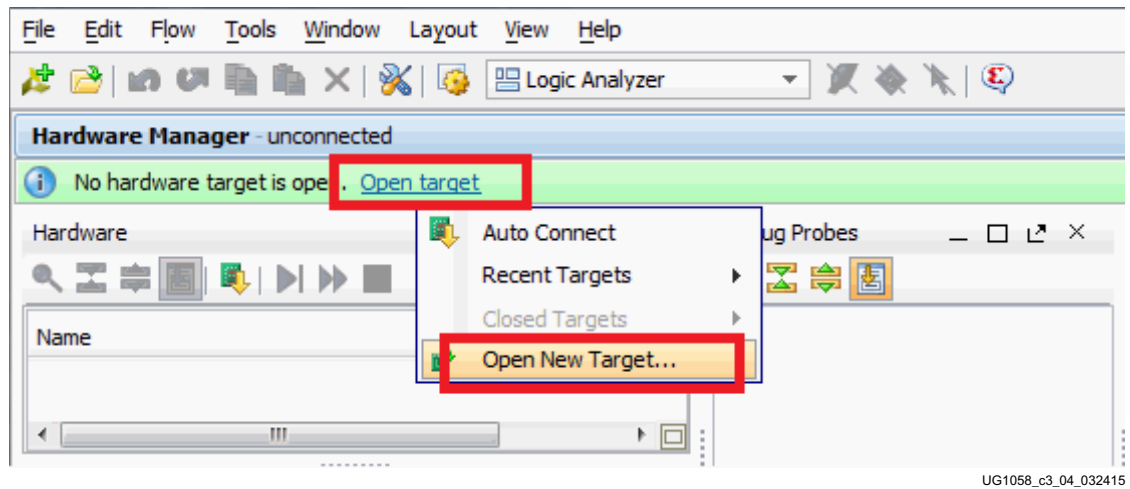 File Edit Flow Tools Window Layout View Help
Logic Analyzer
Hardware Manager - unconnected
No hardware target is ope . Open target
Hardware
Auto Connect
ug Probes
Recent Targets
Closed Targets
Name
Open New Target...
UG1058_c3_04_032415